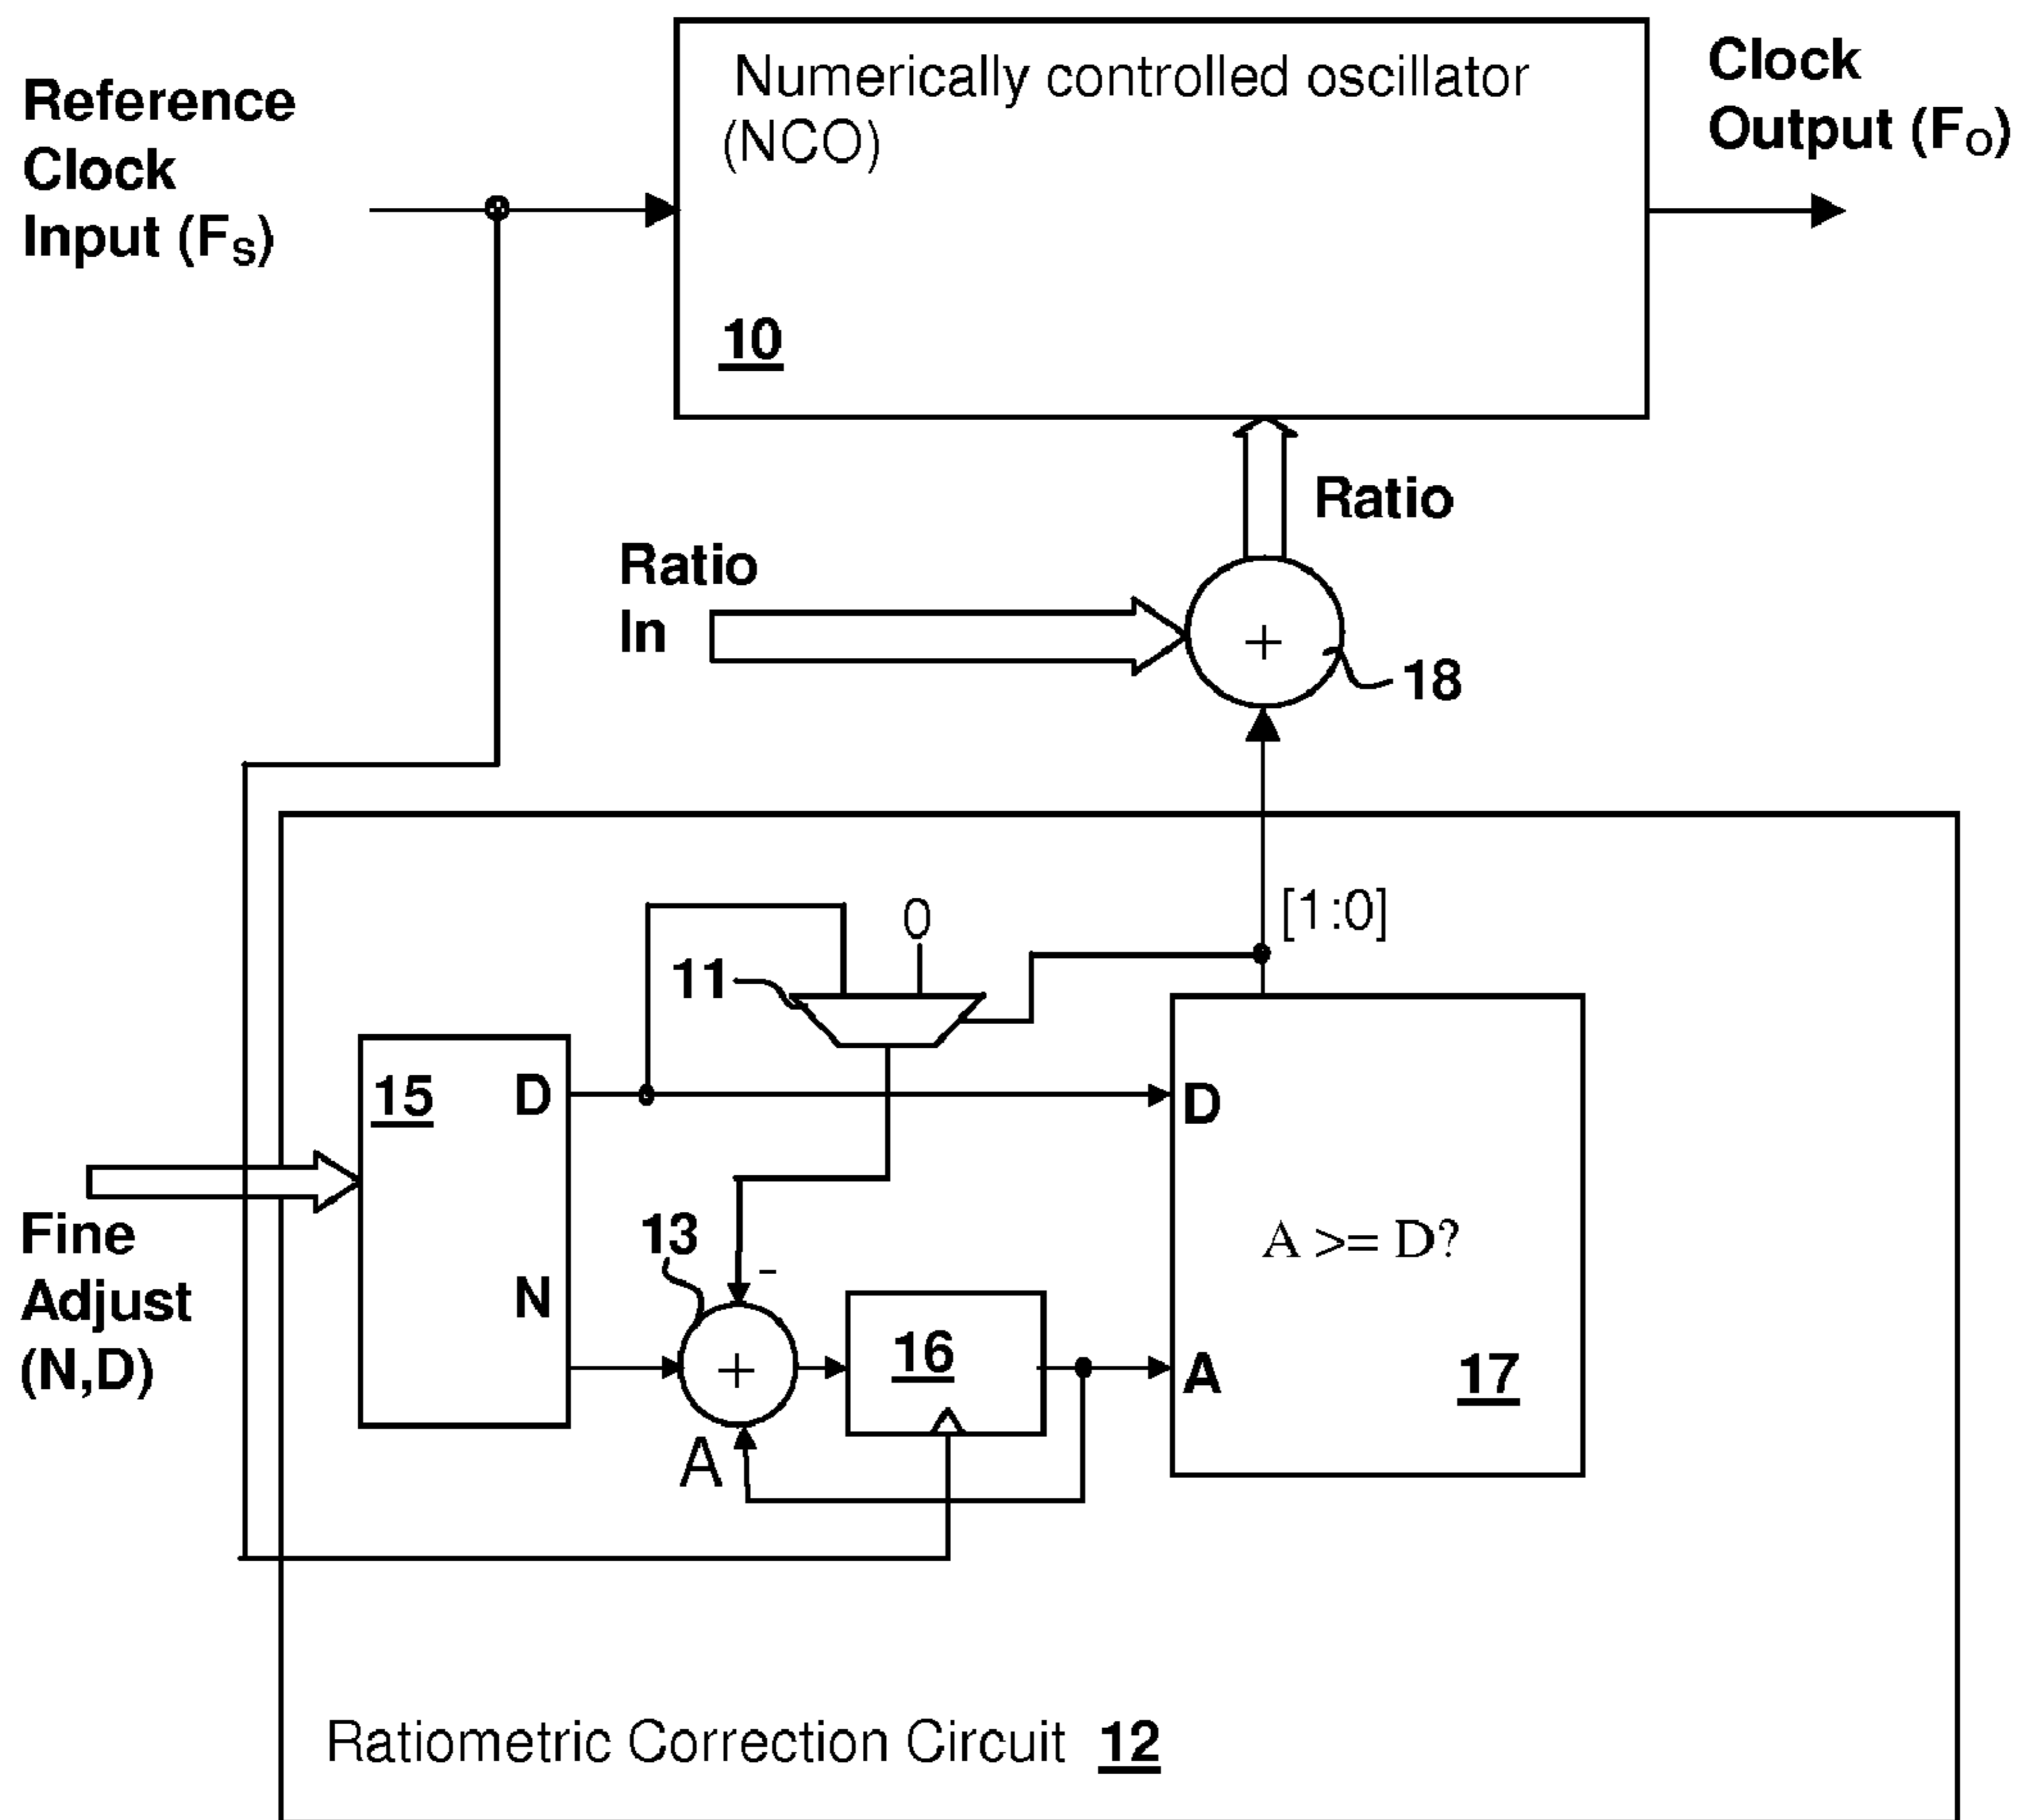 Reference
Clock
Input (FS)
Numerically controlled oscillator
(NCO)
10
Clock
Output (FO)
Ratio
Ratio
In
+
18
[1:0]
0
11
15
D
N
D
A >= D?
A
17
13
-
+
A
16
Fine
Adjust
(N,D)
Ratiometric Correction Circuit 12